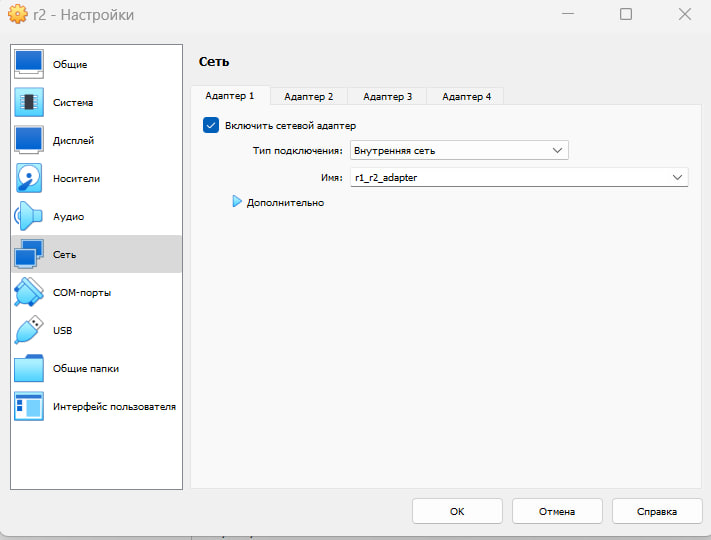 r2 - Настройки
Общие
Система
Дисплей
Носители
Аудио
Сеть
COM-порты
USB
Общие папки
Интерфейс пользователя
Сеть
Адаптер 1
Адаптер 2
Адаптер 3
Адаптер 4
Включить сетевой адаптер
Тип подключения: Внутренняя сеть
Имя: r1_r2_adapter
Дополнительно
OK
Отмена
Справка